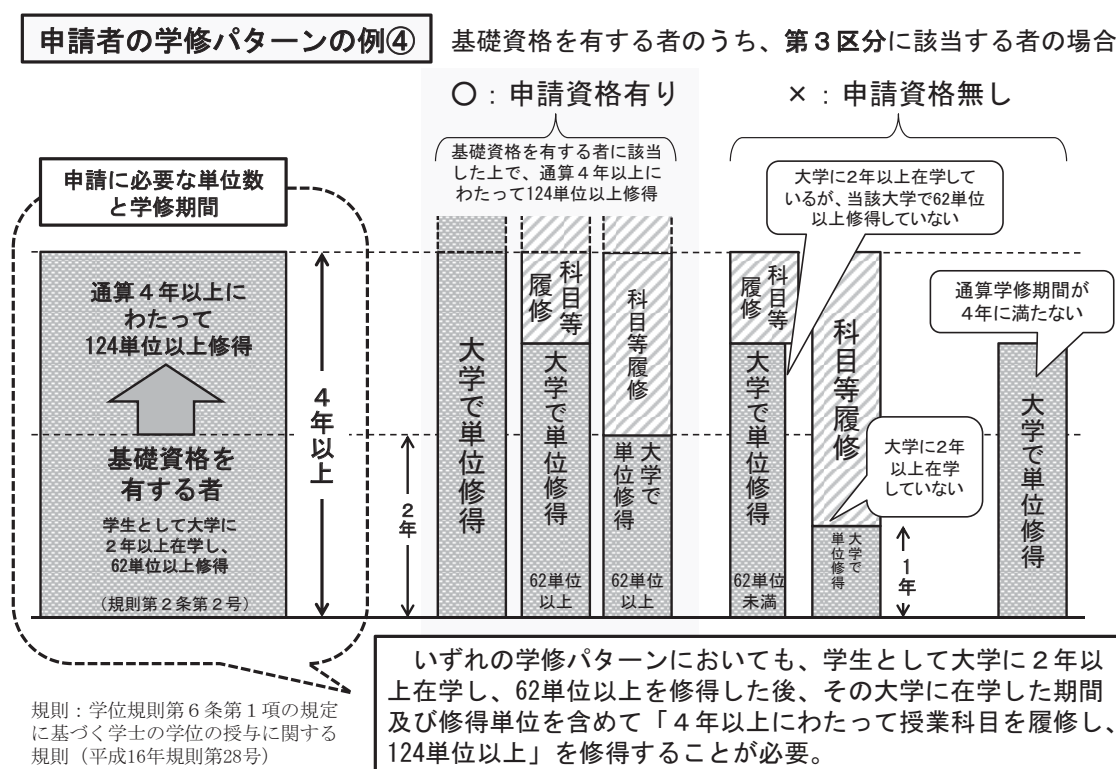 申請者の学修パターンの例④
基礎資格を有する者のうち、第３区分に該当する者の場合
○：申請資格有り
×：申請資格無し
申請に必要な単位数
と学修期間
通算４年以上に
わたって
124単位以上修得
基礎資格を
有する者
学生として大学に
２年以上在学し、
62単位以上修得
（規則第２条第２号）
４年以上
２年
基礎資格を有する者に該当
した上で、通算４年以上に
わたって124単位以上修得
大学で単位修得
科目等
履修
大学で単位修得
62単位
以上
科目等履修
大学で
単位修得
62単位
以上
大学に2年以上在学して
いるが、当該大学で62単位
以上修得していない
科目等
履修
大学で単位修得
62単位
未満
科目等履修
大学に2年
以上在学
していない
大学で
単位修得
１年
通算学修期間が
４年に満たない
大学で単位修得
いずれの学修パターンにおいても、学生として大学に２年以
上在学し、62単位以上を修得した後、その大学に在学した期間
及び修得単位を含めて「４年以上にわたって授業科目を履修し、
124単位以上」を修得することが必要。
規則：学位規則第６条第１項の規定
に基づく学士の学位の授与に関する
規則（平成16年規則第28号）